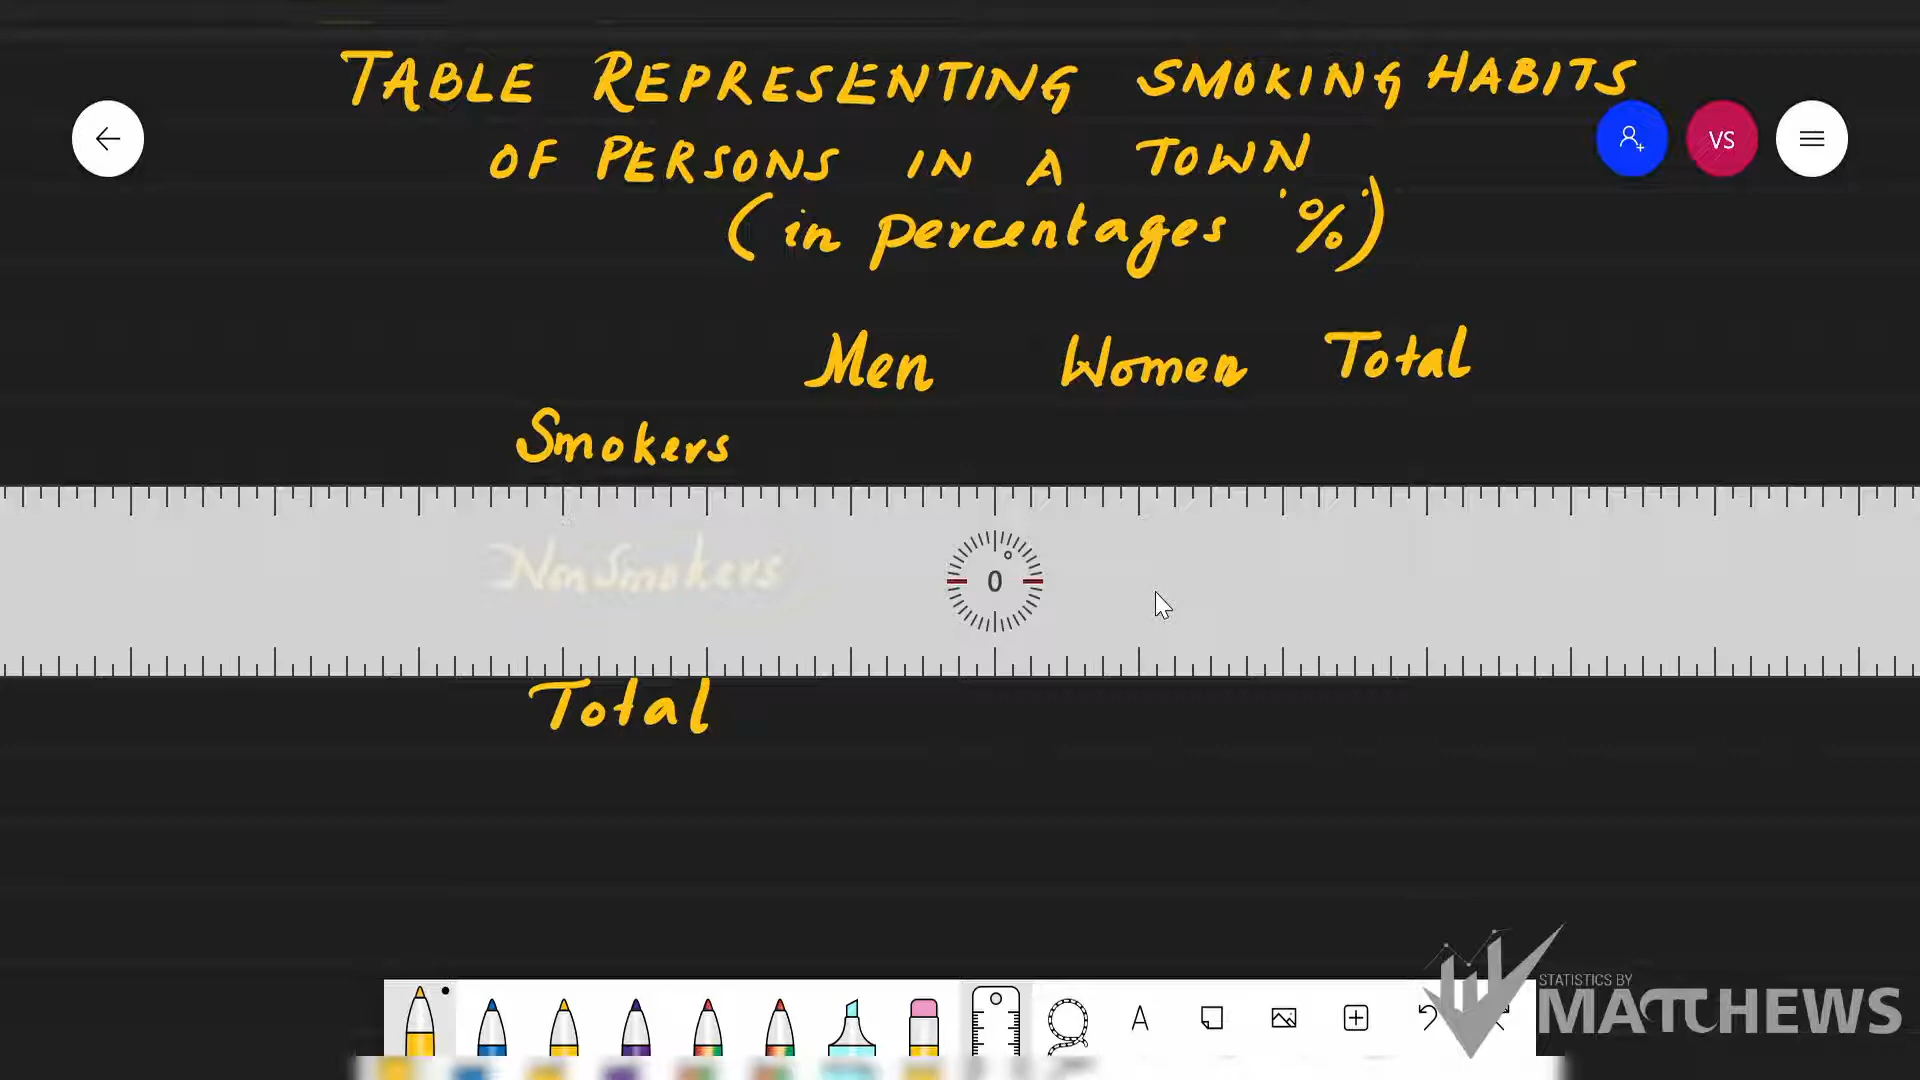 TABLE REPRESENTING SMOKING HABITS
OF PERSONS IN A TOWN
(in percentages '%')
VS
Men Women Total
Smokers
Non Smokers
0°
Total
A
STATISTICS BY
MATTHEWS